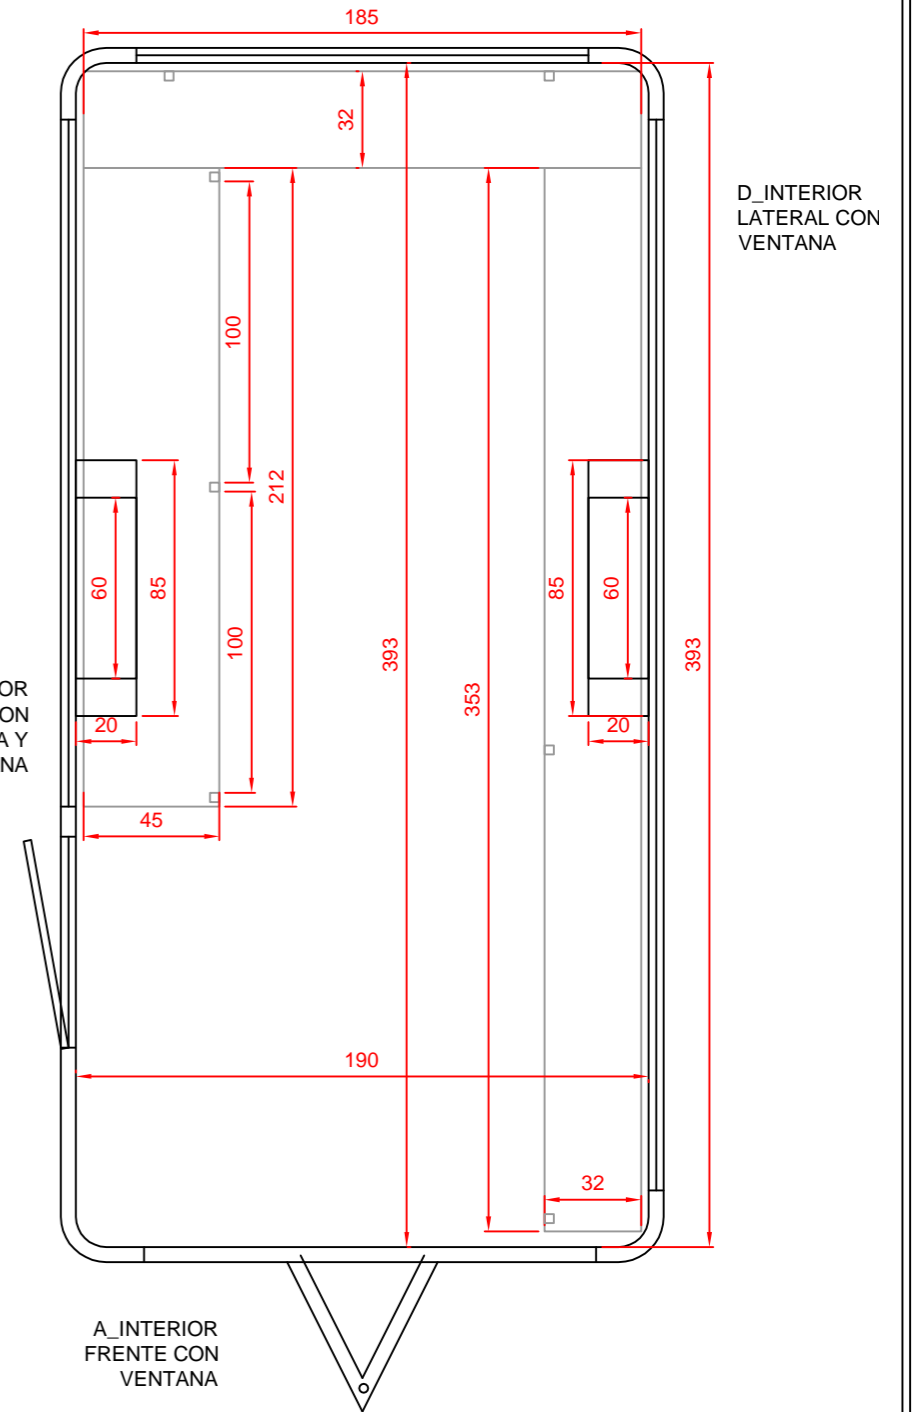 185
32
D_INTERIOR
LATERAL CON
VENTANA
100
212
60
85
100
393
353
85
60
393
OR
ON
A Y
NA
20
20
45
190
32
A_INTERIOR
FRENTE CON
VENTANA